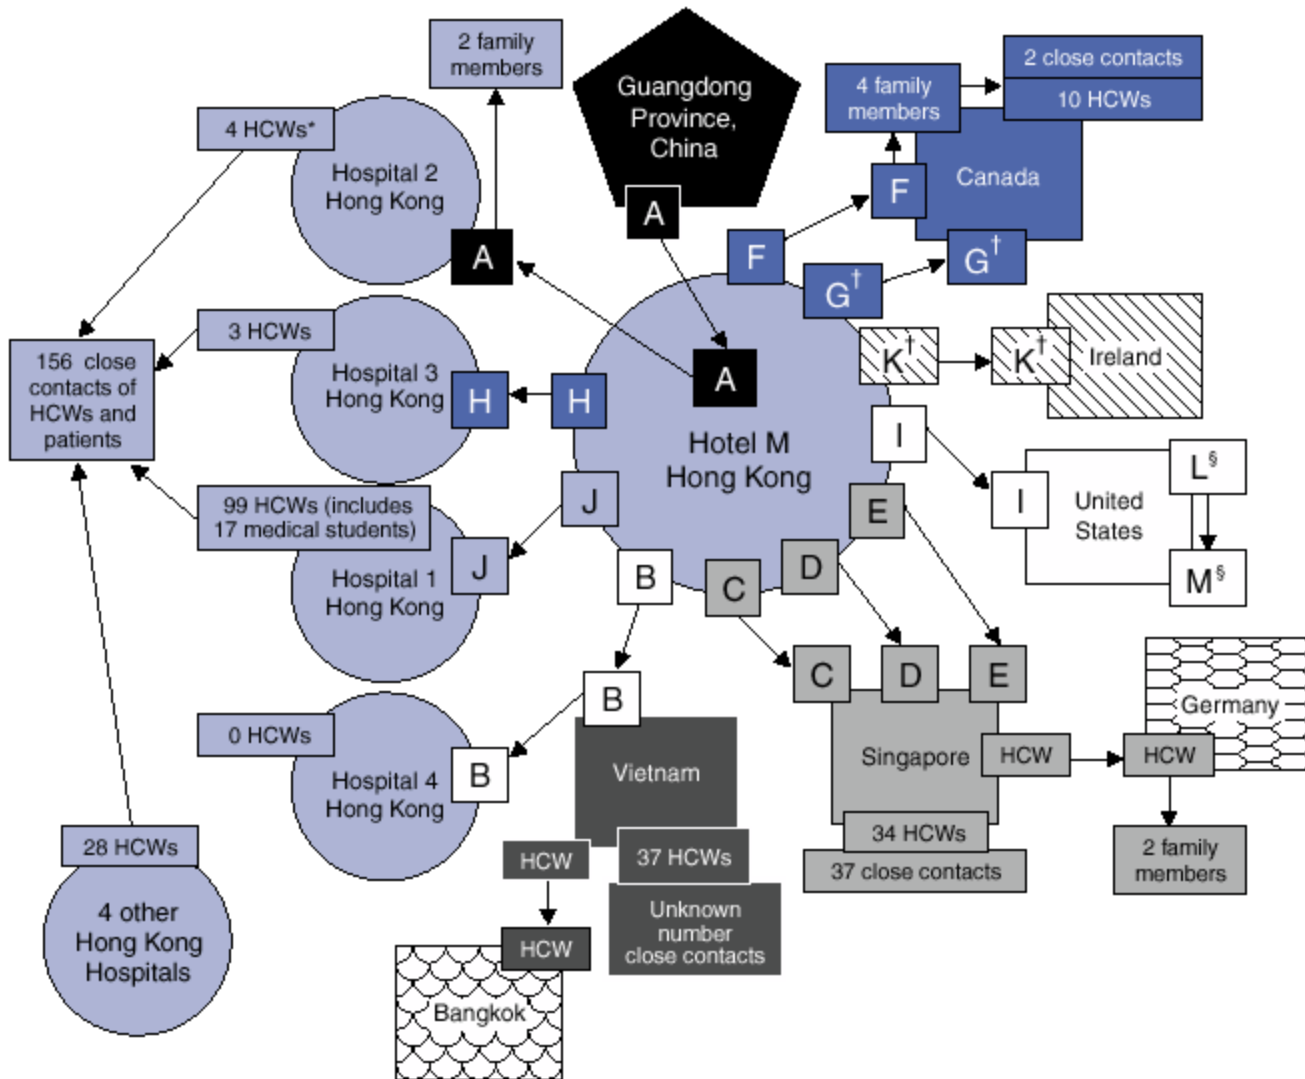 2 family
members
Guangdong
Province,
China
A
4 family
members
2 close contacts
10 HCWs
4 HCWs*
Hospital 2
Hong Kong
A
F
Canada
F
G†
G†
3 HCWs
Hospital 3
Hong Kong
H
H
A
Hotel M
Hong Kong
K†
K†
Ireland
156 close
contacts of
HCWs and
patients
I
I
United
States
L§
M§
99 HCWs (includes
17 medical students)
Hospital 1
Hong Kong
J
J
B
C
D
E
B
C
D
E
Germany
0 HCWs
Hospital 4
Hong Kong
B
Vietnam
Singapore
HCW
HCW
28 HCWs
4 other
Hong Kong
Hospitals
HCW
37 HCWs
34 HCWs
37 close contacts
2 family
members
Unknown
number
close contacts
HCW
Bangkok